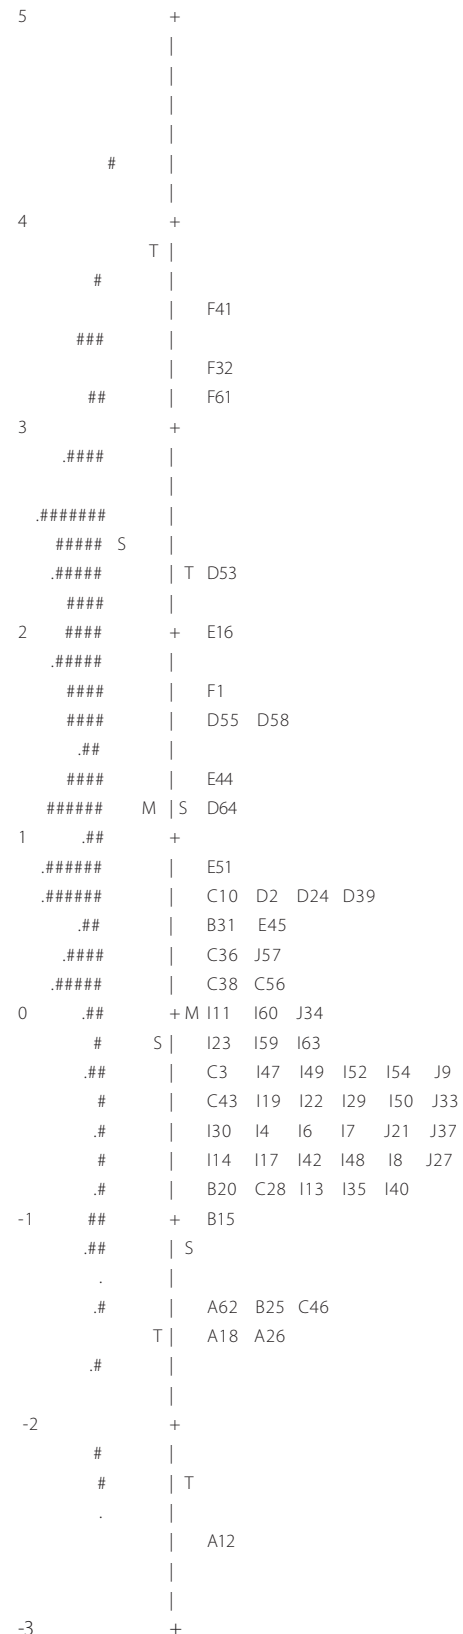 5 +
|
|
|
|
# |
|
4 +
T |
# |
| F41
### |
| F32
## | F61
3 +
.#### |
|
.####### |
##### S |
.##### | T D53
#### |
2 #### + E16
.##### |
#### | F1
#### | D55 D58
.## |
#### | E44
###### M | S D64
1 .## +
.###### | E51
.###### | C10 D2 D24 D39
.## | B31 E45
.#### | C36 J57
.##### | C38 C56
0 .## + M I11 I60 J34
# S | I23 I59 I63
.## | C3 I47 I49 I52 I54 J9
# | C43 I19 I22 I29 I50 J33
.# | I30 I4 I6 I7 J21 J37
# | I14 I17 I42 I48 I8 J27
.# | B20 C28 I13 I35 I40
-1 ## + B15
.## | S
. |
.# | A62 B25 C46
T | A18 A26
.# |
|
-2 +
# |
# | T
. |
| A12
|
|
-3 +